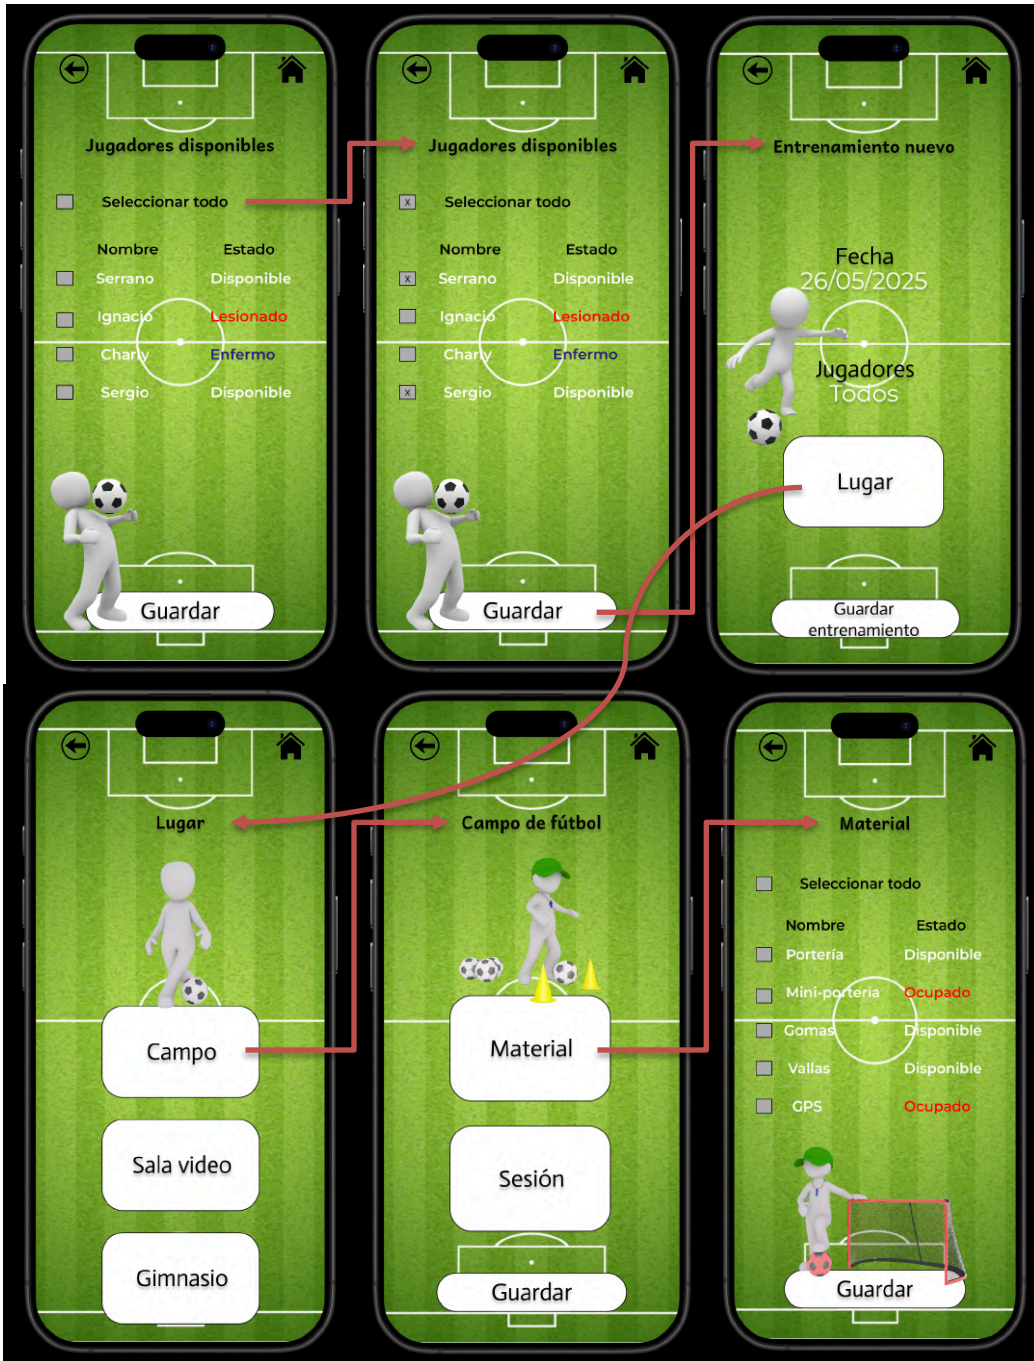 Jugadores disponibles
Seleccionar todo
Nombre Estado
Serrano Disponible
Ignacio Lesionado
Charly Enfermo
Sergio Disponible
Guardar
Jugadores disponibles
x Seleccionar todo
Nombre Estado
x Serrano Disponible
Ignacio Lesionado
Charly Enfermo
x Sergio Disponible
Guardar
Entrenamiento nuevo
Fecha
26/05/2025
Jugadores
Todos
Lugar
Guardar
entrenamiento
Lugar
Campo
Sala video
Gimnasio
Campo de fútbol
Material
Sesión
Guardar
Material
Seleccionar todo
Nombre Estado
Portería Disponible
Mini-portería Ocupado
Gomas Disponible
Vallas Disponible
GPS Ocupado
Guardar